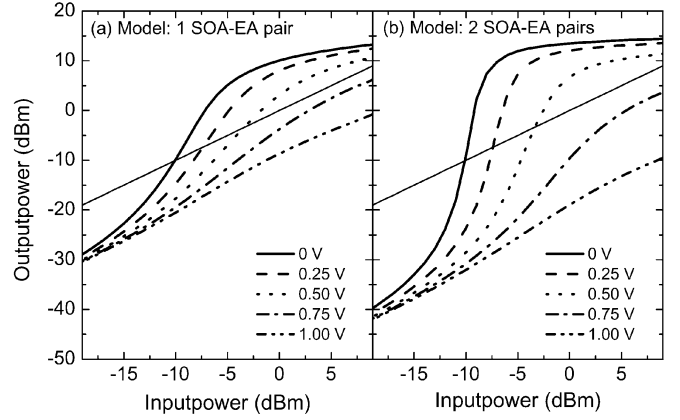 (a) Model: 1 SOA-EA pair
(b) Model: 2 SOA-EA pairs
20
10
0
-10
-20
-30
-40
-50
Outputpower (dBm)
0 V
0.25 V
0.50 V
0.75 V
1.00 V
0 V
0.25 V
0.50 V
0.75 V
1.00 V
-15 -10 -5 0 5
-15 -10 -5 0 5
Inputpower (dBm)
Inputpower (dBm)